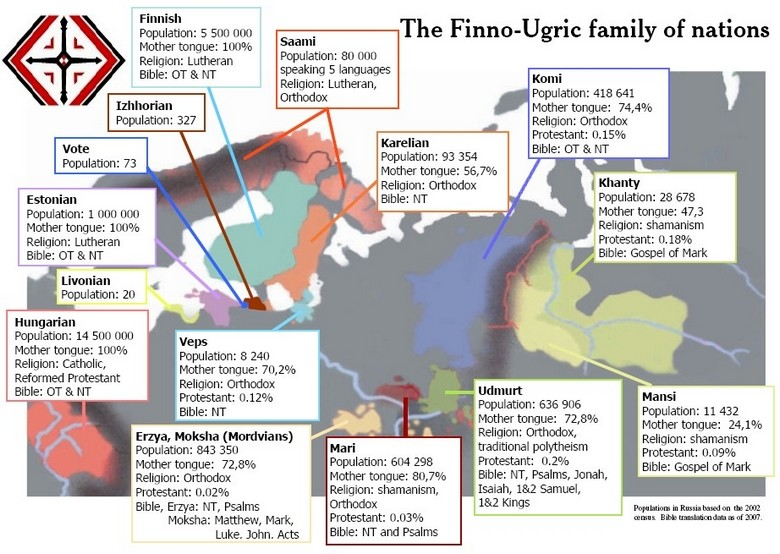 The Finno-Ugric family of nations
Finnish
Population: 5 500 000
Mother tongue: 100%
Religion: Lutheran
Bible: OT & NT
Saami
Population: 80 000
speaking 5 languages
Religion: Lutheran,
Orthodox
Izhhorian
Population: 327
Vote
Population: 73
Karelian
Population: 93 354
Mother tongue: 56,7%
Religion: Orthodox
Bible: NT
Komi
Population: 418 641
Mother tongue: 74,4%
Religion: Orthodox
Protestant: 0.15%
Bible: OT & NT
Khanty
Population: 28 678
Mother tongue: 47,3
Religion: shamanism
Protestant: 0.18%
Bible: Gospel of Mark
Estonian
Population: 1 000 000
Mother tongue: 100%
Religion: Lutheran
Bible: OT & NT
Livonian
Population: 20
Hungarian
Population: 14 500 000
Mother tongue: 100%
Religion: Catholic,
Reformed Protestant
Bible: OT & NT
Veps
Population: 8 240
Mother tongue: 70,2%
Religion: Orthodox
Protestant: 0.12%
Bible: NT
Erzya, Moksha (Mordvians)
Population: 843 350
Mother tongue: 72,8%
Religion: Orthodox
Protestant: 0.02%
Bible, Erzya: NT, Psalms
Moksha: Matthew, Mark,
Luke. John. Acts
Mari
Population: 604 298
Mother tongue: 80,7%
Religion: shamanism,
Orthodox
Protestant: 0.03%
Bible: NT and Psalms
Udmurt
Population: 636 906
Mother tongue: 72,8%
Religion: Orthodox,
traditional polytheism
Protestant: 0.2%
Bible: NT, Psalms, Jonah,
Isaiah, 1&2 Samuel,
1&2 Kings
Mansi
Population: 11 432
Mother tongue: 24,1%
Religion: shamanism
Protestant: 0.09%
Bible: Gospel of Mark
Populations in Russia based on the 2002
census. Bible translation data as of 2007.